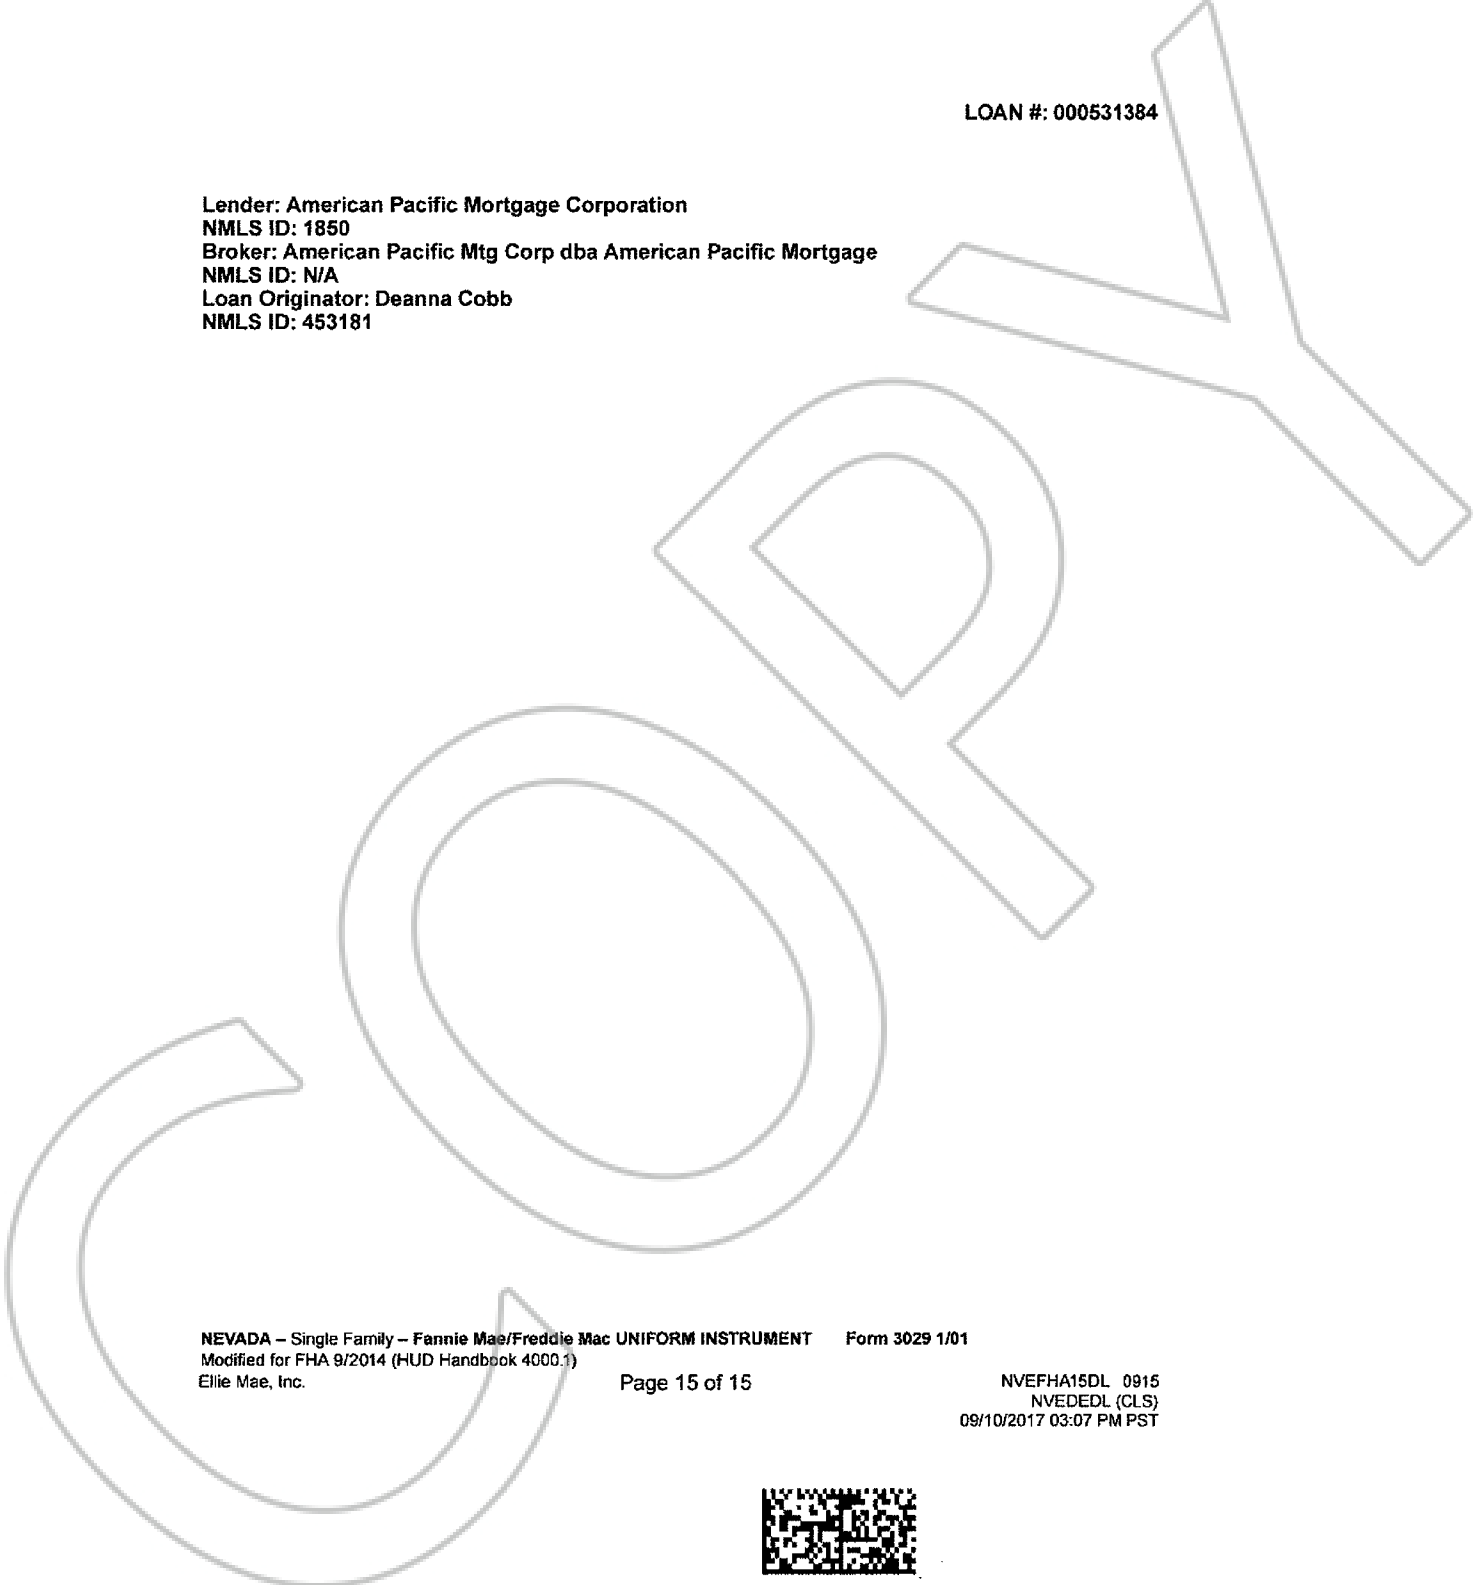 LOAN #: 000531384
Lender: American Pacific Mortgage Corporation
NMLS ID: 1850
Broker: American Pacific Mtg Corp dba American Pacific Mortgage
NMLS ID: N/A
Loan Originator: Deanna Cobb
NMLS ID: 453181
COPY
NEVADA – Single Family – Fannie Mae/Freddie Mac UNIFORM INSTRUMENT Form 3029 1/01
Modified for FHA 9/2014 (HUD Handbook 4000.1)
Ellie Mae, Inc. Page 15 of 15 NVEFHA15DL 0915
NVEDEDL (CLS)
09/10/2017 03:07 PM PST